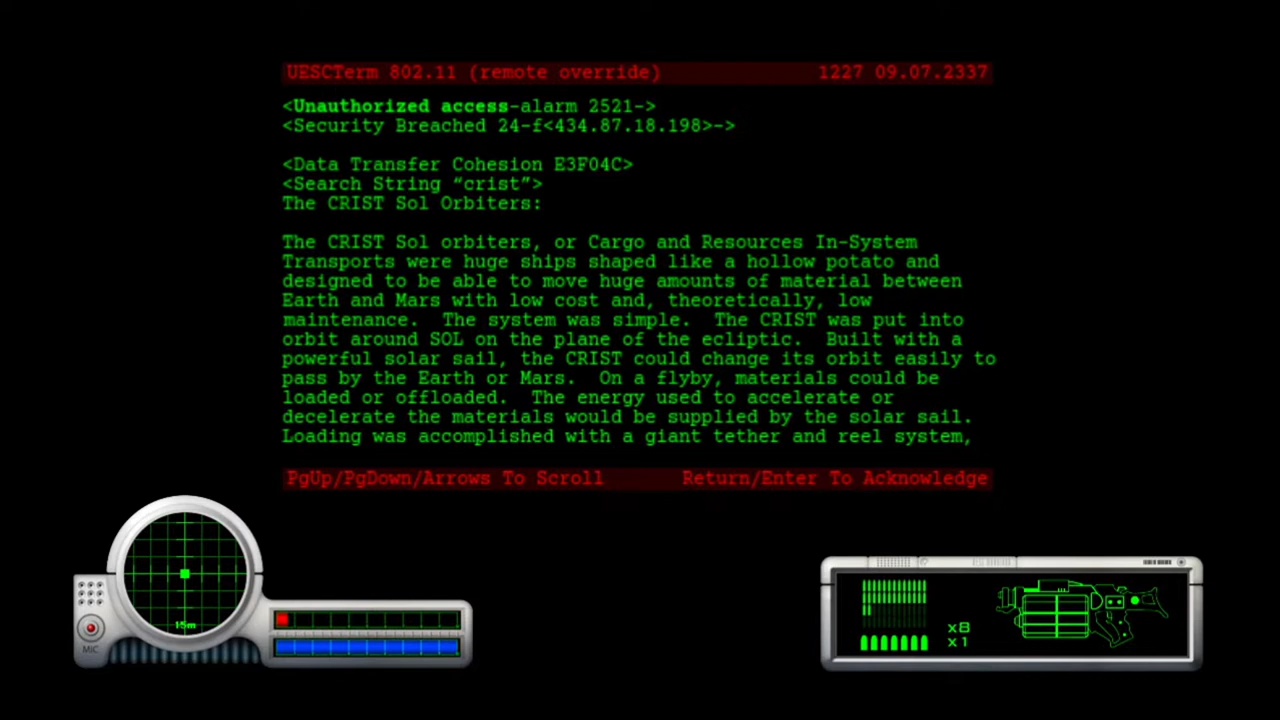 UESCTerm 802.11 (remote override) 1227 09.07.2337
<Unauthorized access-alarm 2521->
<Security Breached 24-f<434.87.18.198>->
<Data Transfer Cohesion E3F04C>
<Search String “crist”>
The CRIST Sol Orbiters:
The CRIST Sol orbiters, or Cargo and Resources In-System
Transports were huge ships shaped like a hollow potato and
designed to be able to move huge amounts of material between
Earth and Mars with low cost and, theoretically, low
maintenance.  The system was simple.  The CRIST was put into
orbit around SOL on the plane of the ecliptic.  Built with a
powerful solar sail, the CRIST could change its orbit easily to
pass by the Earth or Mars.  On a flyby, materials could be
loaded or offloaded.  The energy used to accelerate or
decelerate the materials would be supplied by the solar sail.
Loading was accomplished with a giant tether and reel system,
PgUp/PgDown/Arrows To Scroll Return/Enter To Acknowledge
15m
MIC
x8
x1